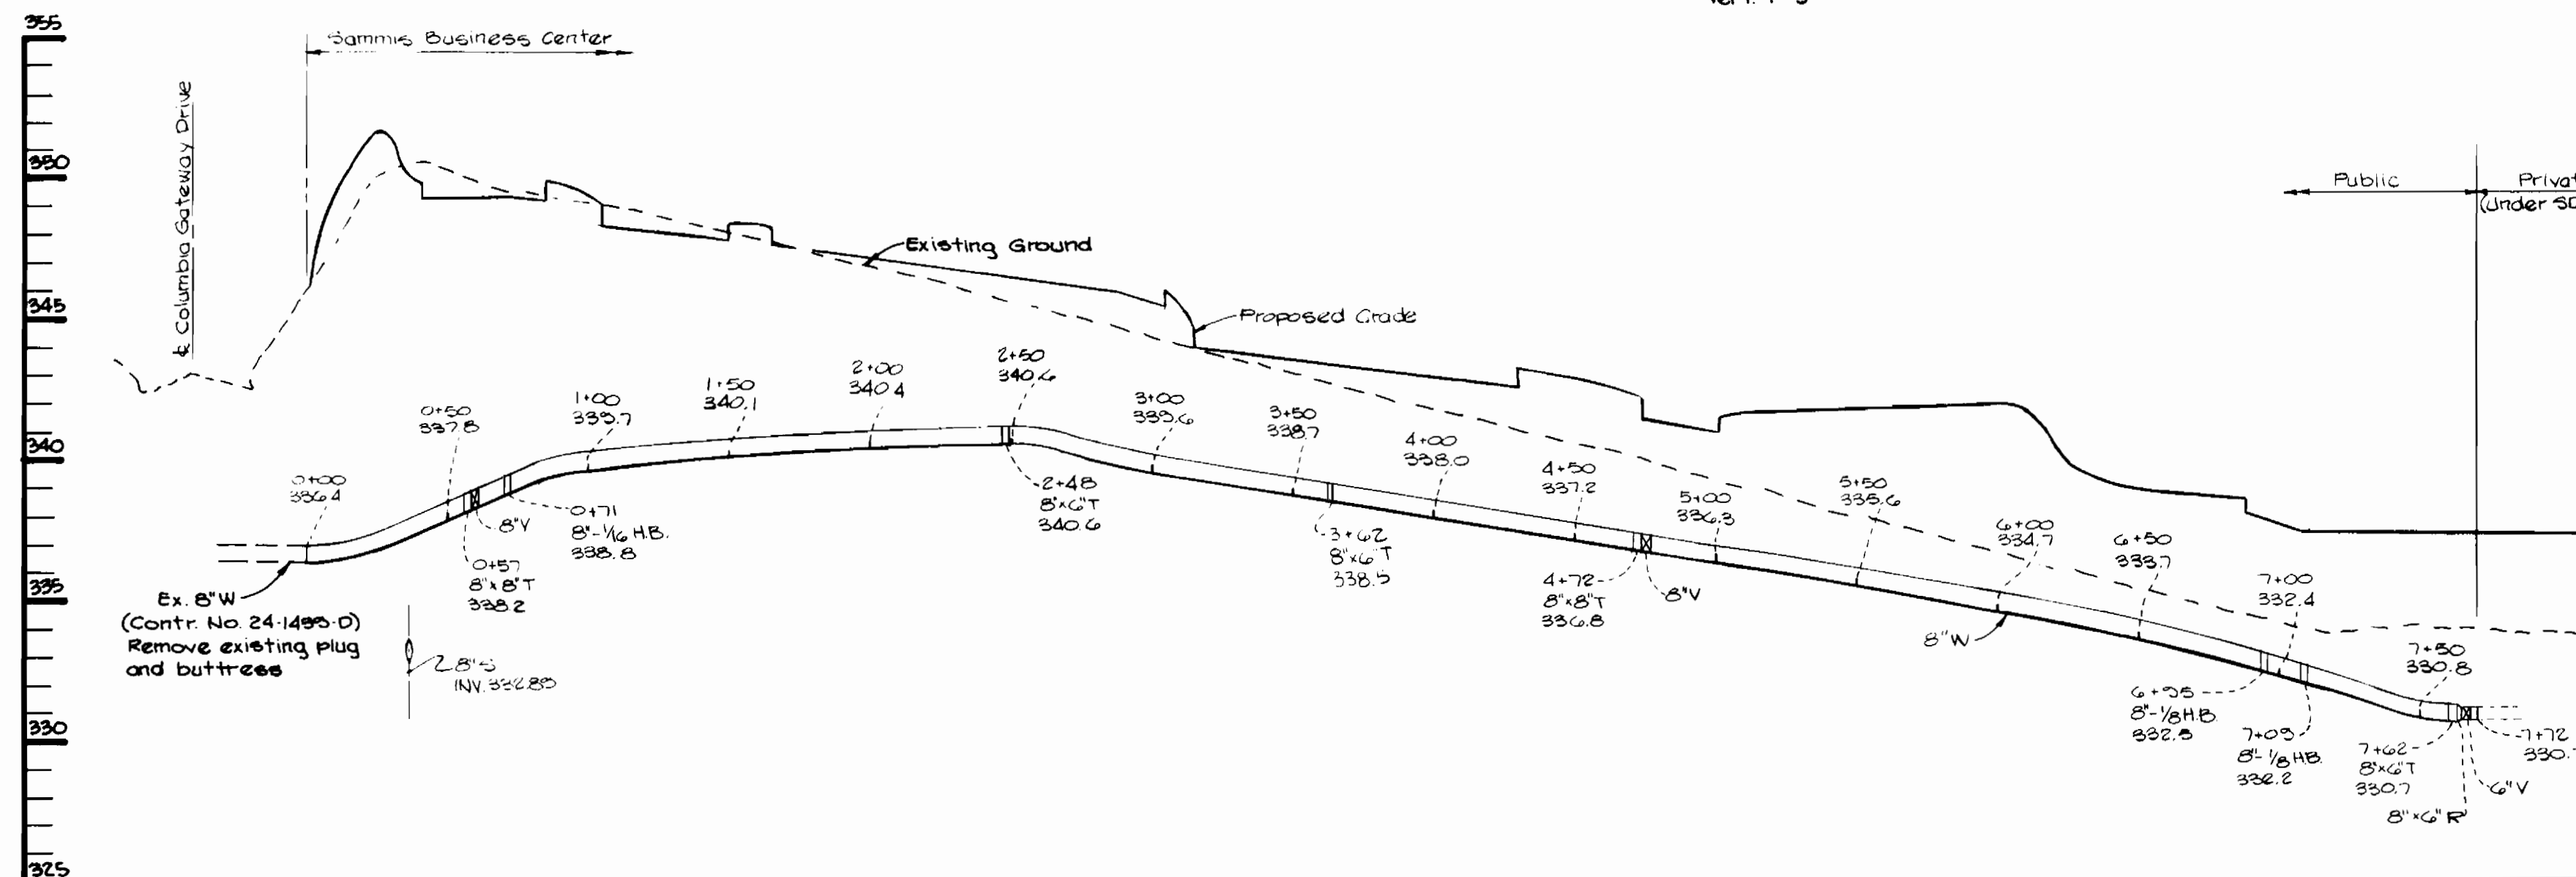 355
350
345
340
335
330
325
Sammis Business Center
℄ Columbia Gateway Drive
Existing Ground
Proposed Grade
Public
(Under
0+00
336.4
0+50
337.8
1+00
339.7
1+50
340.1
2+00
340.4
2+50
340.6
3+00
339.6
3+50
338.7
4+00
338.0
4+50
337.2
5+00
336.3
5+50
335.6
6+00
334.7
6+50
333.7
7+00
332.4
7+50
330.8
8"V
0+71
8"-1/16 H.B.
338.8
0+57
8"x8"T
338.2
Ex. 8"W
(Contr. No. 24-1499-D)
Remove existing plug
and buttress
8"S
INV. 332.89
2+48
8"x6"T
340.6
3+62
8"x6"T
338.5
4+72
8"x8"T
336.8
8"V
8"W
6+95
8"-1/8 H.B.
332.5
7+09
8"-1/8 H.B.
332.2
7+62
8"x6"T
330.7
8"x6"R
6"V
7+72